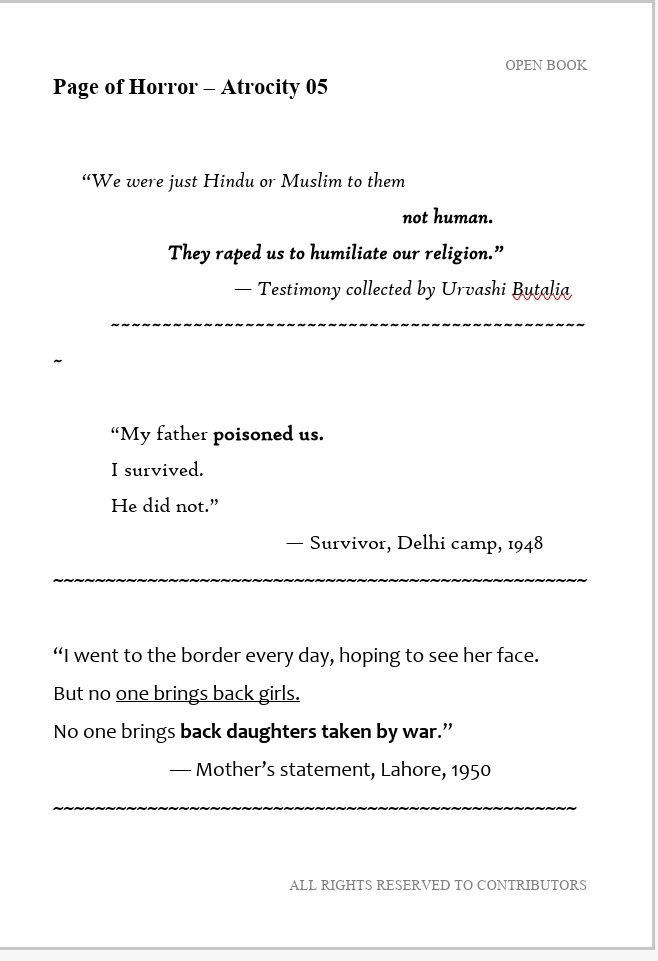 OPEN BOOK
Page of Horror – Atrocity 05
“We were just Hindu or Muslim to them
not human.
They raped us to humiliate our religion.”
— Testimony collected by Urvashi Butalia
~~~~~~~~~~~~~~~~~~~~~~~~~~~~~~~~~~~~~~~~~~~~~~
~
“My father poisoned us.
I survived.
He did not.”
— Survivor, Delhi camp, 1948
~~~~~~~~~~~~~~~~~~~~~~~~~~~~~~~~~~~~~~~~~~~~~~~~~~~
“I went to the border every day, hoping to see her face.
But no one brings back girls.
No one brings back daughters taken by war.”
— Mother’s statement, Lahore, 1950
~~~~~~~~~~~~~~~~~~~~~~~~~~~~~~~~~~~~~~~~~~~~~~~~~~
ALL RIGHTS RESERVED TO CONTRIBUTORS